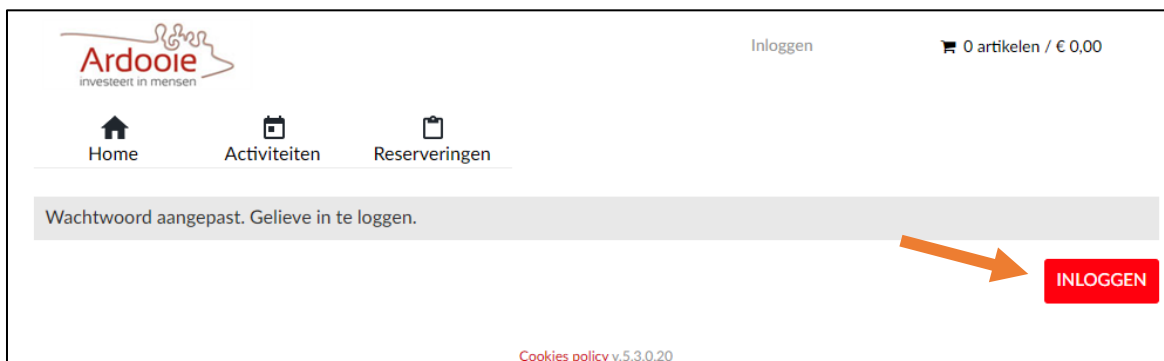 Ardooie
investeert in mensen
Inloggen
0 artikelen / € 0,00
Home
Activiteiten
Reserveringen
Wachtwoord aangepast. Gelieve in te loggen.
INLOGGEN
Cookies policy v.5.3.0.20